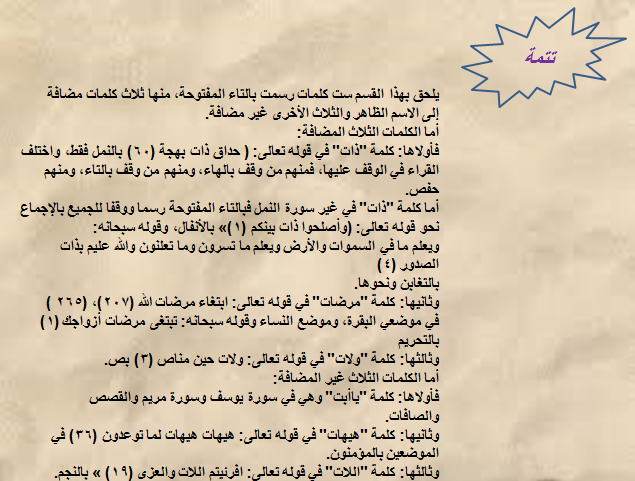 تتمة
يلحق بهذا القسم ست كلمات رسمت بالتاء المفتوحة، منها ثلاث كلمات مضافة
إلى الاسم الظاهر والثلاث الأخرى غير مضافة.
أما الكلمات الثلاث المضافة:
فأولاها: كلمة "ذات" في قوله تعالى: ( حداق ذات بهجة (٦٠) بالنمل فقط، واختلف
القراء في الوقف عليها، فمنهم من وقف بالهاء، ومنهم من وقف بالتاء، ومنهم
حفص.
أما كلمة "ذات" في غير سورة النمل فبالتاء المفتوحة رسما ووقفا للجميع بالإجماع
نحو قوله تعالى: (وأصلحوا ذات بينكم (١)» بالأنفال، وقوله سبحانه:
ويعلم ما في السموات والأرض ويعلم ما تسرون وما تعلنون والله عليم بذات
الصدور (٤)
بالتغابن ونحوها.
وثانيها: كلمة "مرضات" في قوله تعالى: ابتغاء مرضات الله (٢٠٧)، (٢٦٥ )
في موضعي البقرة، وموضع النساء وقوله سبحانه: تبتغى مرضات أزواجك (١)
بالتحريم
وثالثها: كلمة "ولات" في قوله تعالى: ولات حين مناص (٣) بص.
أما الكلمات الثلاث غير المضافة:
فأولاها: كلمة "ياأبت" وهي في سورة يوسف وسورة مريم والقصص
والصافات.
وثانيها: كلمة "هيهات" في قوله تعالى: هيهات هيهات لما توعدون (٣٦) في
الموضعين بالمؤمنون.
وثالثها: كلمة "اللات" في قوله تعالى: افرنيتم اللات والعزى (١٩) » بالنجم.